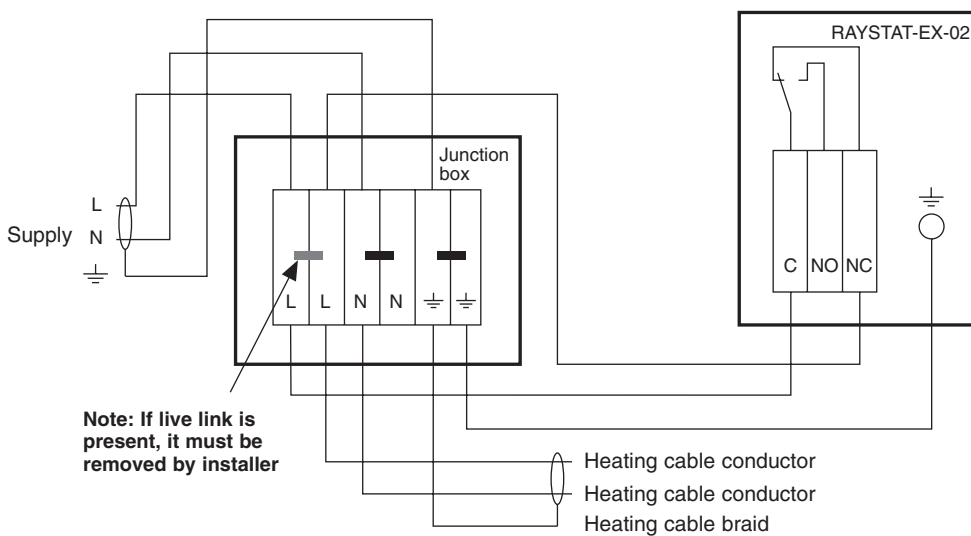 RAYSTAT-EX-02
Junction
box
L
Supply N
C NO NC
L L N N
Note: If live link is
present, it must be
removed by installer
Heating cable conductor
Heating cable conductor
Heating cable braid